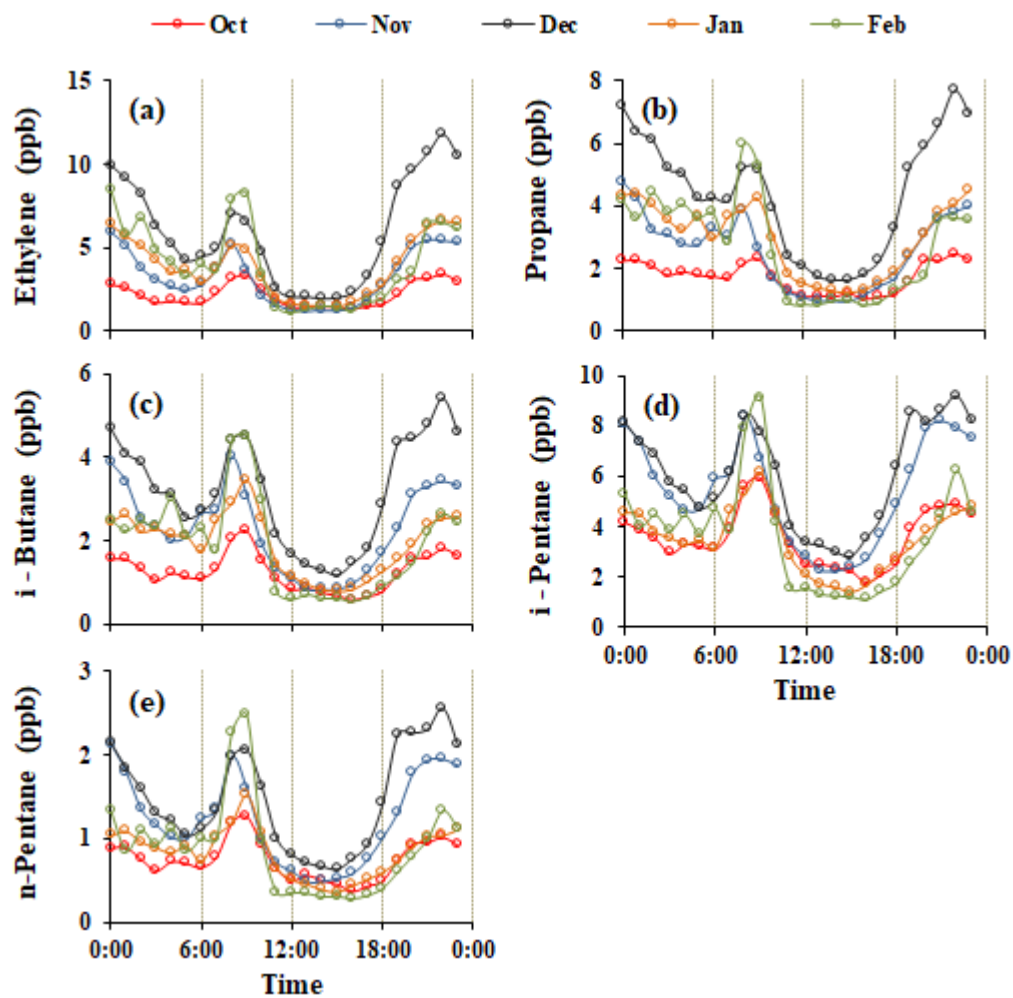 Oct Nov Dec Jan Feb
Ethylene (ppb)
15
10
5
0
(a)
Propane (ppb)
8
6
4
2
0
(b)
i - Butane (ppb)
6
4
2
0
(c)
i - Pentane (ppb)
10
8
6
4
2
0
(d)
0:00 6:00 12:00 18:00 0:00
Time
n-Pentane (ppb)
3
2
1
0
(e)
0:00 6:00 12:00 18:00 0:00
Time